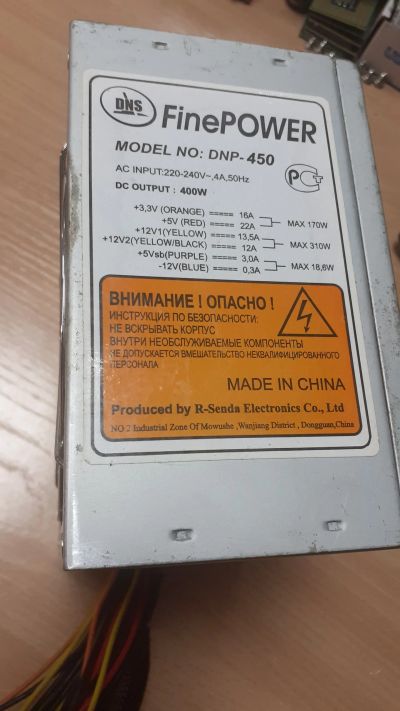 DNS
FinePOWER
MODEL NO: DNP-450
AC INPUT:220-240V~,4A,50Hz
DC OUTPUT : 400W
РСТ
+3,3V (ORANGE) ===== 16A
+5V (RED) ===== 22A
MAX 170W
+12V1(YELLOW) ===== 13,5A
+12V2(YELLOW/BLACK) ===== 12A
MAX 310W
+5Vsb(PURPLE) ===== 3,0A
-12V(BLUE) ===== 0,3A
MAX 18,6W
ВНИМАНИЕ ! ОПАСНО !
ИНСТРУКЦИЯ ПО БЕЗОПАСНОСТИ:
НЕ ВСКРЫВАТЬ КОРПУС
ВНУТРИ НЕОБСЛУЖИВАЕМЫЕ КОМПОНЕНТЫ
НЕ ДОПУСКАЕТСЯ ВМЕШАТЕЛЬСТВО НЕКВАЛИФИЦИРОВАННОГО
ПЕРСОНАЛА
MADE IN CHINA
Produced by R-Senda Electronics Co., Ltd
NO 2 Industrial Zone Of Mowushe , Wanjiang District , Dongguan,China